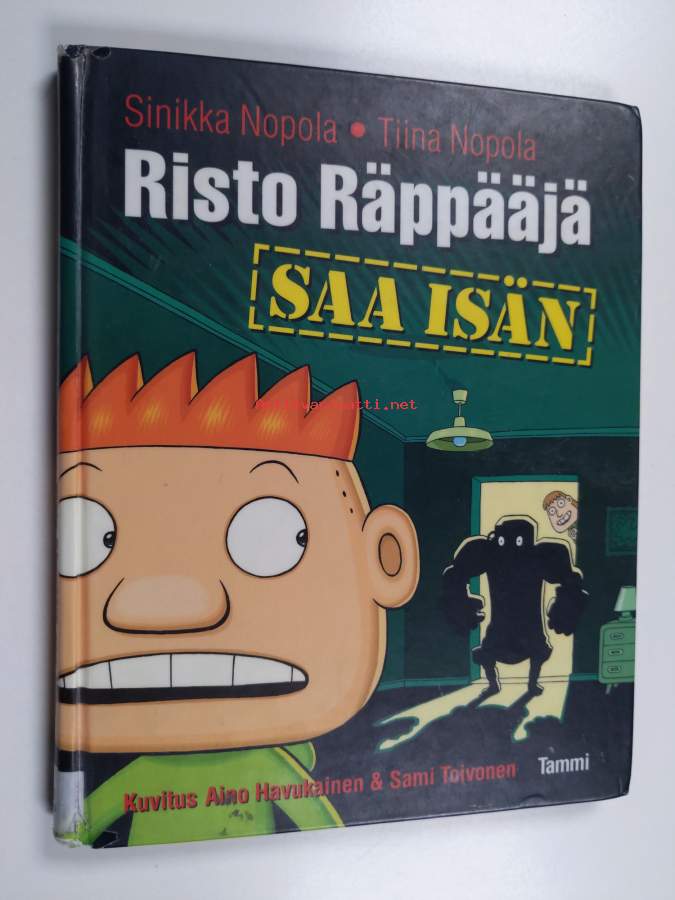 Sinikka Nopola • Tiina Nopola
Risto Räppääjä
SAA ISÄN
Kuvitus Aino Havukainen & Sami Toivonen
Tammi